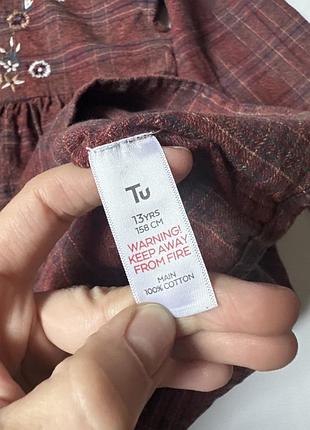 Tu
13YRS
158 CM
WARNING!
KEEP AWAY
FROM FIRE
MAIN
100% COTTON